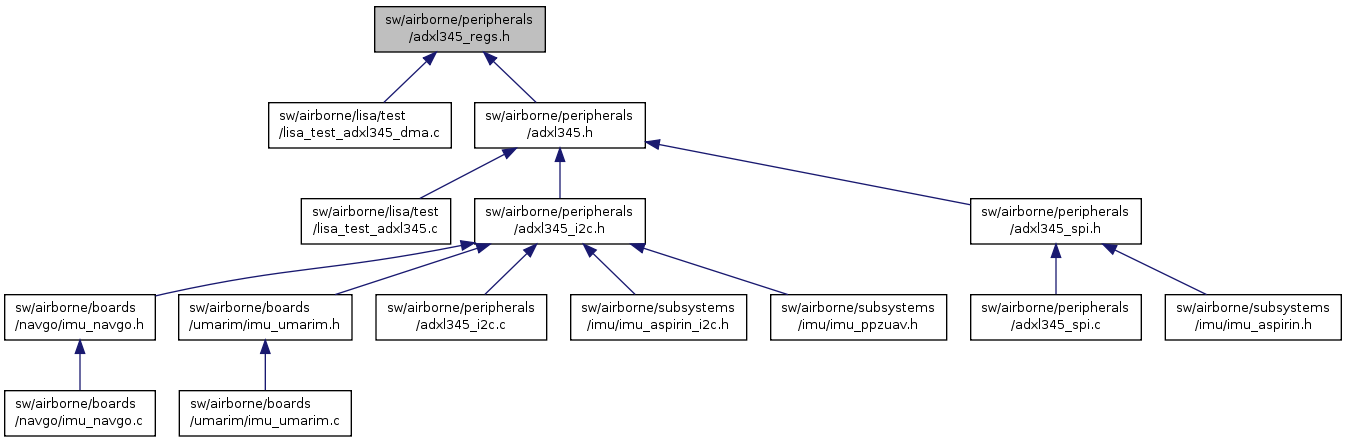 sw/airborne/peripherals
/adxl345_regs.h
sw/airborne/lisa/test
/lisa_test_adxl345_dma.c
sw/airborne/peripherals
/adxl345.h
sw/airborne/lisa/test
/lisa_test_adxl345.c
sw/airborne/peripherals
/adxl345_i2c.h
sw/airborne/peripherals
/adxl345_spi.h
sw/airborne/boards
/navgo/imu_navgo.h
sw/airborne/boards
/umarim/imu_umarim.h
sw/airborne/peripherals
/adxl345_i2c.c
sw/airborne/subsystems
/imu/imu_aspirin_i2c.h
sw/airborne/subsystems
/imu/imu_ppzuav.h
sw/airborne/peripherals
/adxl345_spi.c
sw/airborne/subsystems
/imu/imu_aspirin.h
sw/airborne/boards
/navgo/imu_navgo.c
sw/airborne/boards
/umarim/imu_umarim.c